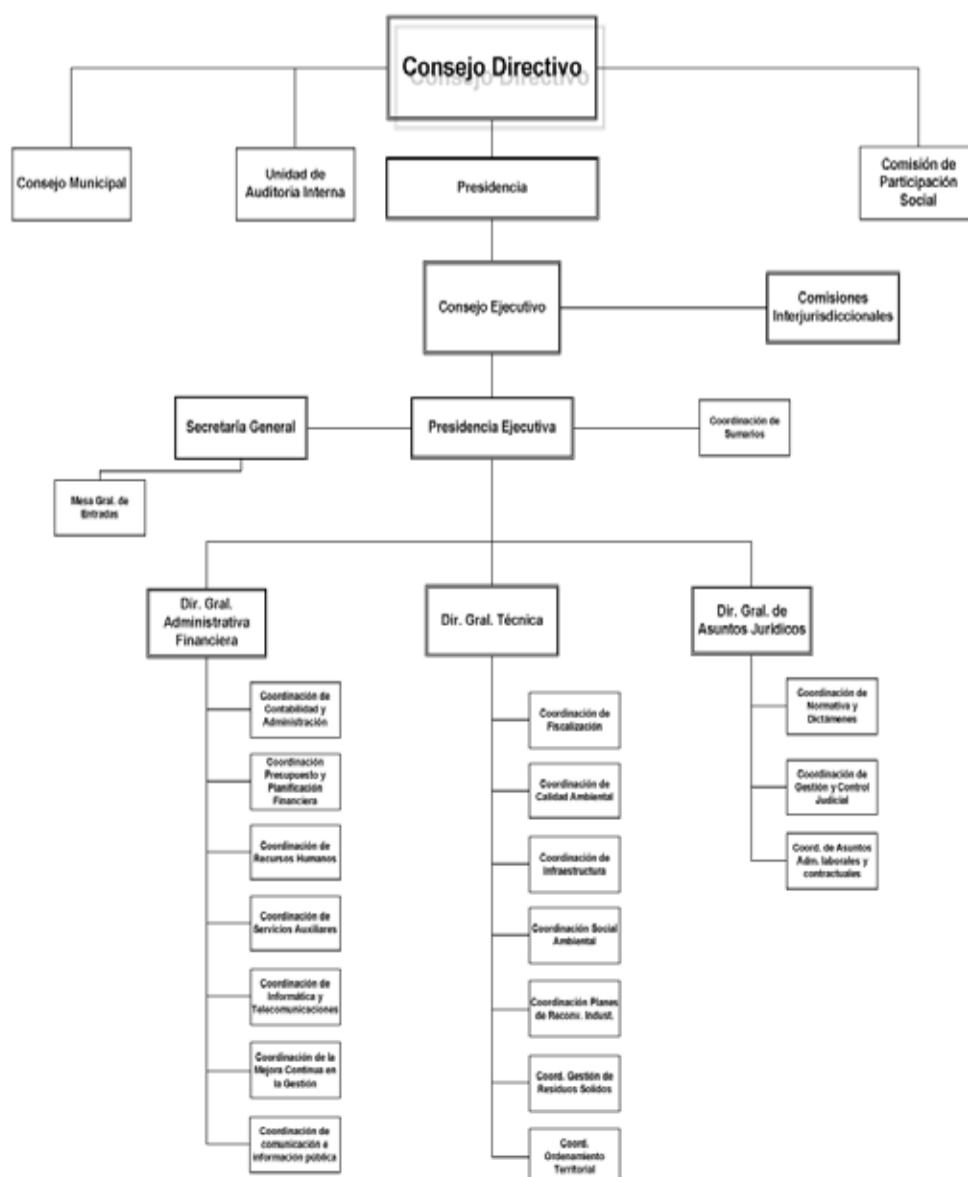 Consejo Directivo
Consejo Municipal
Unidad de
Auditoria Interna
Presidencia
Comisión de
Participación
Social
Consejo Ejecutivo
Comisiones
Interjurisdiccionales
Secretaría General
Presidencia Ejecutiva
Coordinación de
Sumarios
Mesa Gral. de
Entradas
Dir. Gral.
Administrativa
Financiera
Dir. Gral. Técnica
Dir. Gral. de
Asuntos Jurídicos
Coordinación de
Contabilidad y
Administración
Coordinación
Presupuesto y
Planificación
Financiera
Coordinación de
Recursos Humanos
Coordinación de
Servicios Auxiliares
Coordinación de
Informática y
Telecomunicaciones
Coordinación de la
Mejora Continua en
la Gestión
Coordinación de
comunicación e
información pública
Coordinación de
Fiscalización
Coordinación de
Calidad Ambiental
Coordinación de
Infraestructura
Coordinación Social
Ambiental
Coordinación Planes
de Reconv. Indust.
Coord. Gestión de
Residuos Solidos
Coord.
Ordenamiento
Territorial
Coordinación de
Normativa y
Dictámenes
Coordinación de
Gestión y Control
Judicial
Coord. de Asuntos
Adm. laborales y
contractuales